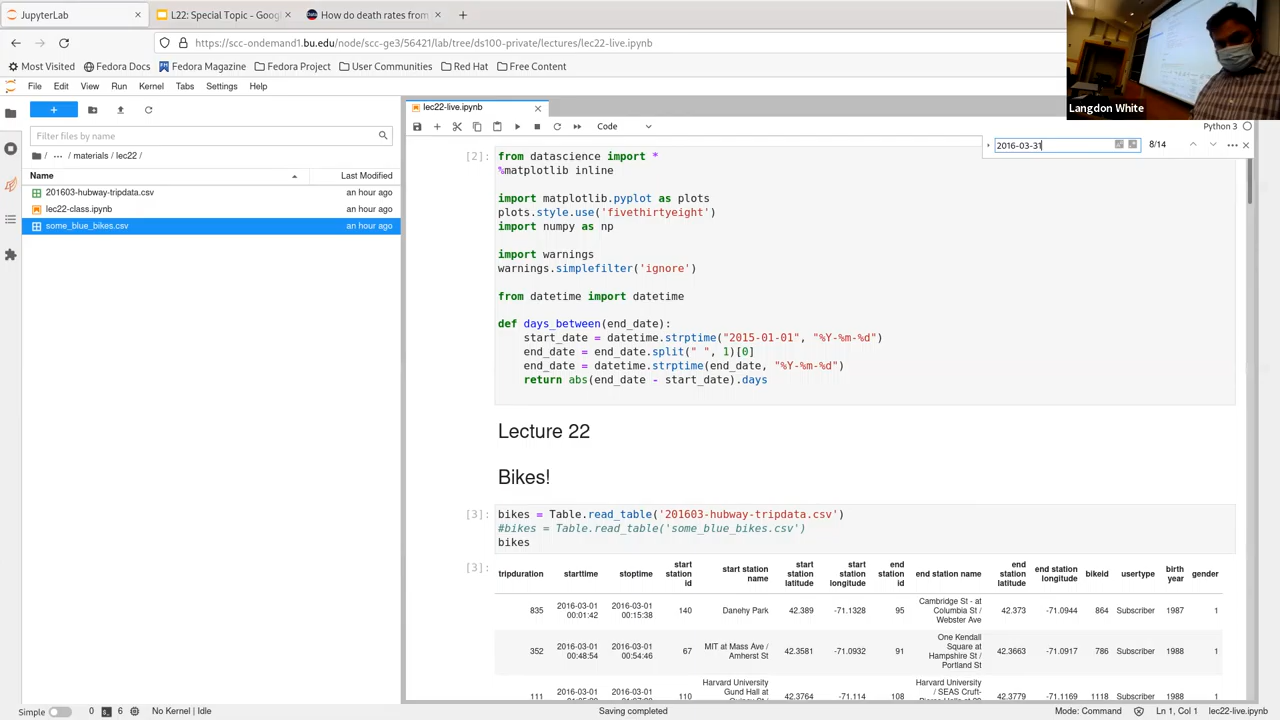 JupyterLab
L22: Special Topic - Goog
How do death rates from
https://scc-ondemand1.bu.edu/node/scc-ge3/56421/lab/tree/ds100-private/lectures/lec22-live.ipynb
Most Visited Fedora Docs Fedora Magazine Fedora Project User Communities Red Hat Free Content
Langdon White
File Edit View Run Kernel Tabs Settings Help
lec22-live.ipynb
Code
Python 3
2016-03-31
8/14
Filter files by name
/ ... / materials / lec22 /
Name Last Modified
201603-hubway-tripdata.csv an hour ago
lec22-class.ipynb an hour ago
some_blue_bikes.csv an hour ago
[2]: from datascience import *
%matplotlib inline
import matplotlib.pyplot as plots
plots.style.use('fivethirtyeight')
import numpy as np
import warnings
warnings.simplefilter('ignore')
from datetime import datetime
def days_between(end_date):
start_date = datetime.strptime("2015-01-01", "%Y-%m-%d")
end_date = end_date.split(" ", 1)[0]
end_date = datetime.strptime(end_date, "%Y-%m-%d")
return abs(end_date - start_date).days
Lecture 22
Bikes!
[3]: bikes = Table.read_table('201603-hubway-tripdata.csv')
#bikes = Table.read_table('some_blue_bikes.csv')
bikes
[3]: tripduration starttime stoptime start station id start station name start station latitude start station longitude end station id end station name end station latitude end station longitude bikeid usertype birth year gender
835 2016-03-01 00:01:42 2016-03-01 00:15:38 140 Danehy Park 42.389 -71.1328 95 Cambridge St - at Columbia St / Webster Ave 42.373 -71.0944 864 Subscriber 1987 1
352 2016-03-01 00:48:54 2016-03-01 00:54:46 67 MIT at Mass Ave / Amherst St 42.3581 -71.0932 91 One Kendall Square at Hampshire St / Portland St 42.3663 -71.0917 786 Subscriber 1988 1
111 2016-03-01 2016-03-01 110 Harvard University Gund Hall at 42.3764 -71.114 108 Harvard University / SEAS Cruft- 42.3779 -71.1169 1118 Subscriber 1988 1
Simple 0 6 No Kernel | Idle
Saving completed
Mode: Command Ln 1, Col 1 lec22-live.ipynb